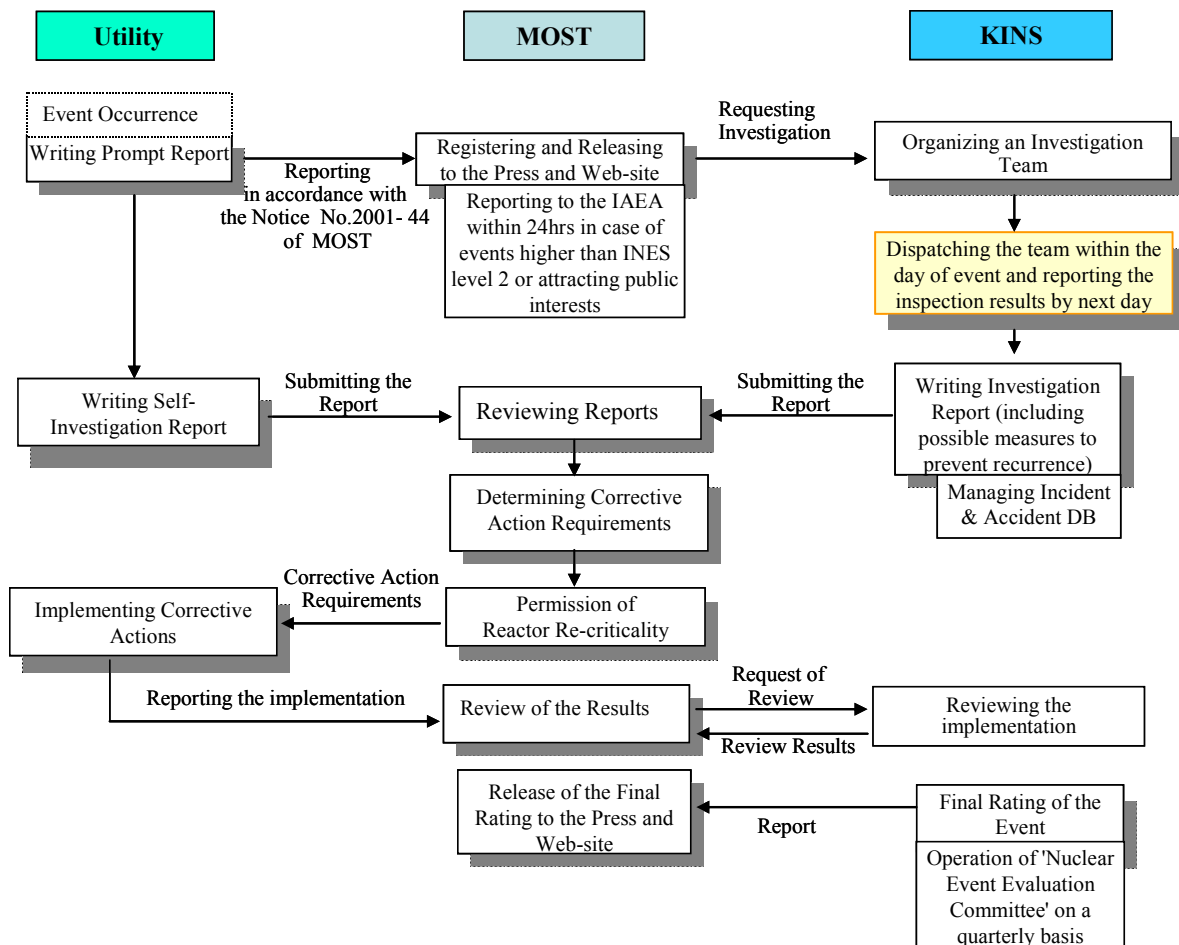 Utility
MOST
KINS
Event Occurrence
Writing Prompt Report
Reporting
in accordance with
the Notice No.2001- 44
of MOST
Registering and Releasing
to the Press and Web-site
Reporting to the IAEA
within 24hrs in case of
events higher than INES
level 2 or attracting public
interests
Requesting
Investigation
Organizing an Investigation
Team
Dispatching the team within the
day of event and reporting the
inspection results by next day
Writing Self-
Investigation Report
Submitting the
Report
Reviewing Reports
Submitting the
Report
Writing Investigation
Report (including
possible measures to
prevent recurrence)
Managing Incident
& Accident DB
Determining Corrective
Action Requirements
Permission of
Reactor Re-criticality
Corrective Action
Requirements
Implementing Corrective
Actions
Reporting the implementation
Review of the Results
Request of
Review
Review Results
Reviewing the
implementation
Release of the Final
Rating to the Press and
Web-site
Report
Final Rating of the
Event
Operation of 'Nuclear
Event Evaluation
Committee' on a
quarterly basis